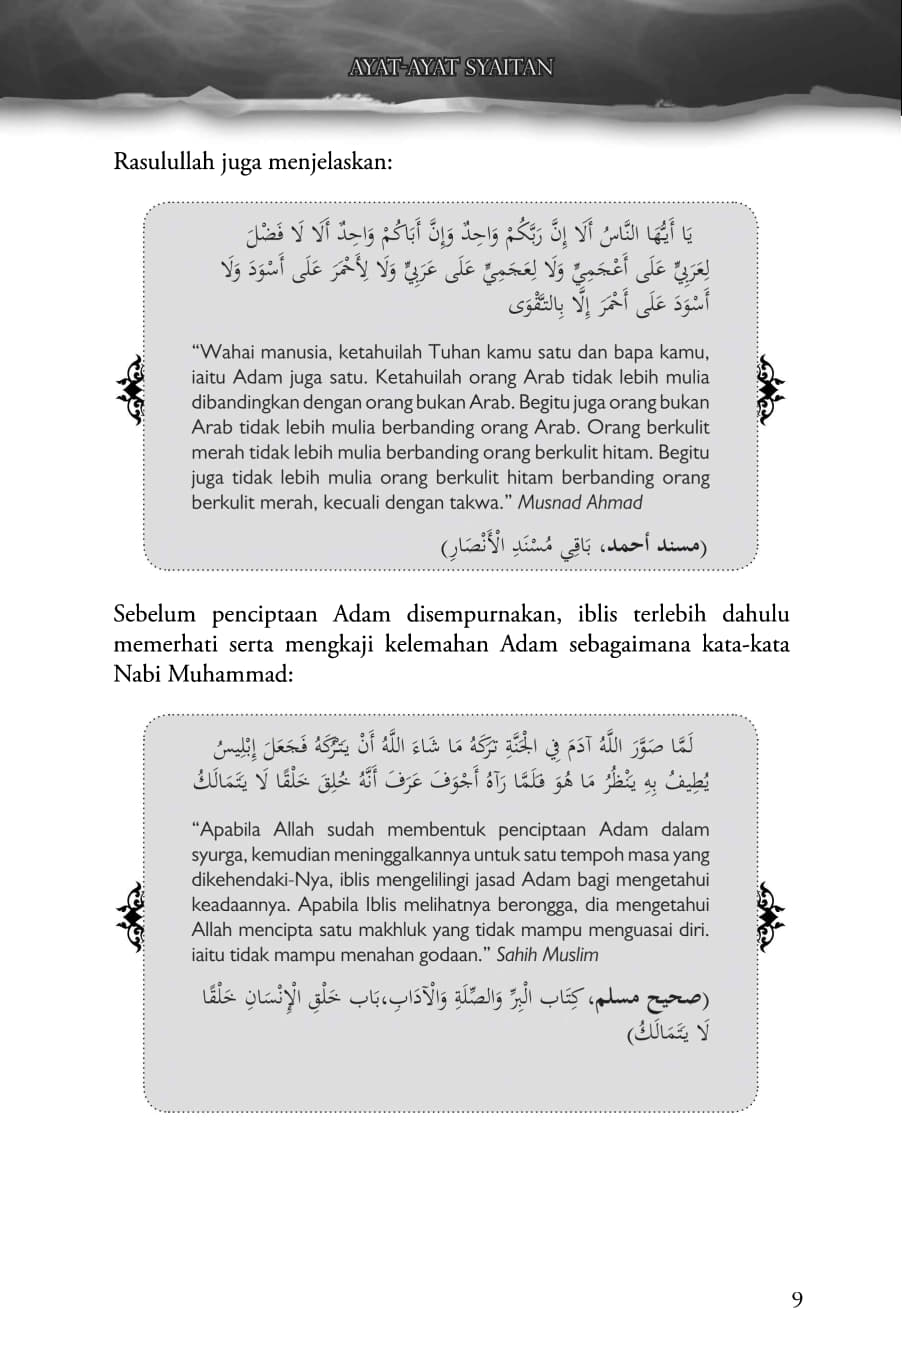 AYAT-AYAT SYAITAN
Rasulullah juga menjelaskan:
يَا أَيُّهَا النَّاسُ أَلَا إِنَّ رَبَّكُمْ وَاحِدٌ وَإِنَّ أَبَاكُمْ وَاحِدٌ أَلَا لَا فَضْلَ
لِعَرَبِيٍّ عَلَى أَعْجَمِيٍّ وَلَا لِعَجَمِيٍّ عَلَى عَرَبِيٍّ وَلَا لِأَحْمَرَ عَلَى أَسْوَدَ وَلَا
أَسْوَدَ عَلَى أَحْمَرَ إِلَّا بِالتَّقْوَى
“Wahai manusia, ketahuilah Tuhan kamu satu dan bapa kamu,
iaitu Adam juga satu. Ketahuilah orang Arab tidak lebih mulia
dibandingkan dengan orang bukan Arab. Begitu juga orang bukan
Arab tidak lebih mulia berbanding orang Arab. Orang berkulit
merah tidak lebih mulia berbanding orang berkulit hitam. Begitu
juga tidak lebih mulia orang berkulit hitam berbanding orang
berkulit merah, kecuali dengan takwa.” Musnad Ahmad
(مسند أحمد، بَاقِي مُسْنَدِ الْأَنْصَارِ)
Sebelum penciptaan Adam disempurnakan, iblis terlebih dahulu
memerhati serta mengkaji kelemahan Adam sebagaimana kata-kata
Nabi Muhammad:
لَمَّا صَوَّرَ اللَّهُ آدَمَ فِي الْجَنَّةِ تَرَكَهُ مَا شَاءَ اللَّهُ أَنْ يَتْرُكَهُ فَجَعَلَ إِبْلِيسُ
يُطِيفُ بِهِ يَنْظُرُ مَا هُوَ فَلَمَّا رَآهُ أَجْوَفَ عَرَفَ أَنَّهُ خُلِقَ خَلْقًا لَا يَتَمَالَكُ
“Apabila Allah sudah membentuk penciptaan Adam dalam
syurga, kemudian meninggalkannya untuk satu tempoh masa yang
dikehendaki-Nya, iblis mengelilingi jasad Adam bagi mengetahui
keadaannya. Apabila Iblis melihatnya berongga, dia mengetahui
Allah mencipta satu makhluk yang tidak mampu menguasai diri.
iaitu tidak mampu menahan godaan.” Sahih Muslim
(صحيح مسلم، كِتَاب الْبِرِّ وَالصِّلَةِ وَالْآدَابِ،بَاب خَلْقِ الْإِنْسَانِ خَلْقًا
لَا يَتَمَالَكُ)
9